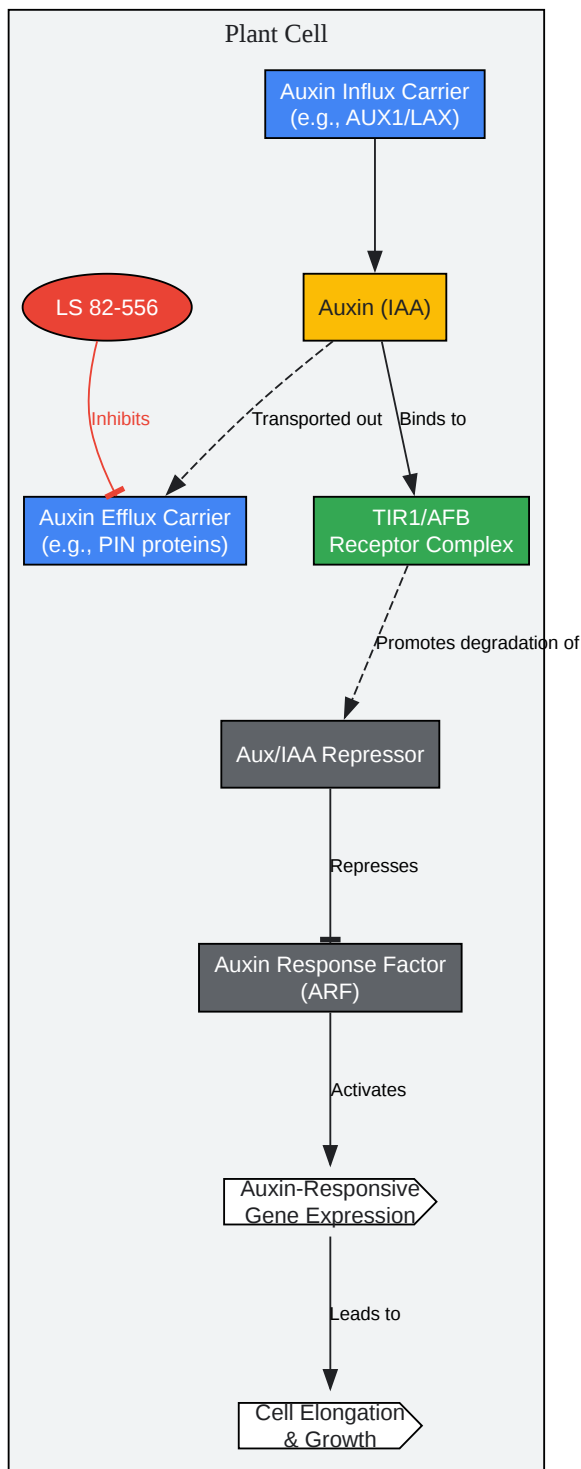 Plant Cell
Auxin Influx Carrier
(e.g., AUX1/LAX)
LS 82-556
Auxin (IAA)
Inhibits
Transported out
Binds to
Auxin Efflux Carrier
(e.g., PIN proteins)
TIR1/AFB
Receptor Complex
Promotes degradation of
Aux/IAA Repressor
Represses
Auxin Response Factor
(ARF)
Activates
Auxin-Responsive
Gene Expression
Leads to
Cell Elongation
& Growth